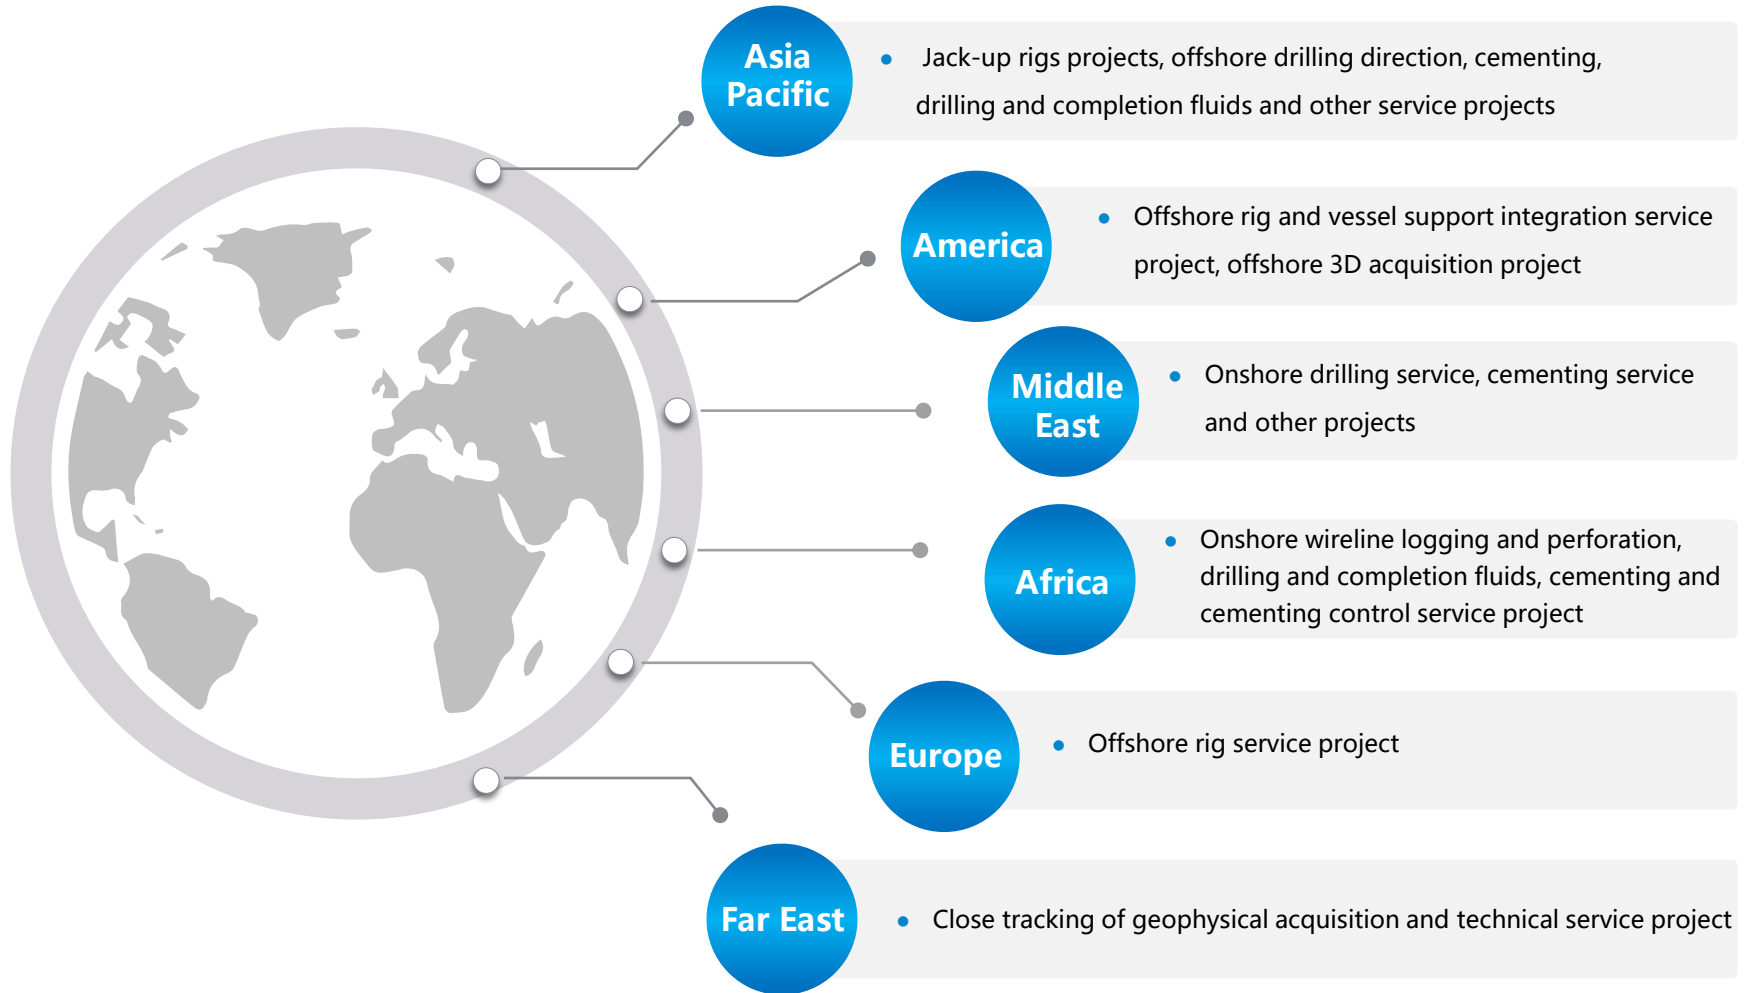 Asia
Pacific
Jack-up rigs projects, offshore drilling direction, cementing,
drilling and completion fluids and other service projects
America
Offshore rig and vessel support integration service
project, offshore 3D acquisition project
Middle
East
Onshore drilling service, cementing service
and other projects
Africa
Onshore wireline logging and perforation,
drilling and completion fluids, cementing and
cementing control service project
Europe
Offshore rig service project
Far East
Close tracking of geophysical acquisition and technical service project